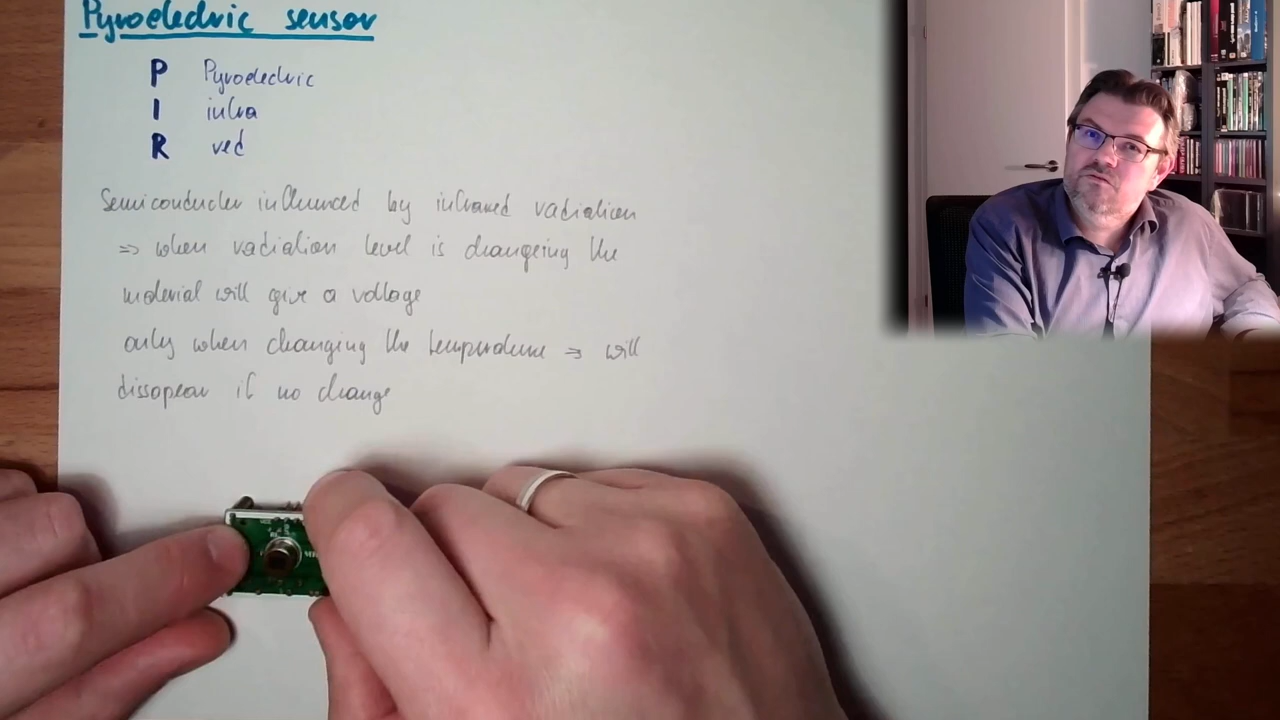 Pyroelectric sensor
P Pyroelectric
I infra
R red
Semiconductor influenced by infrared radiation
=> when radiation level is changeing the
material will give a voltage
only when changing the temperature => will
dissapear if no change